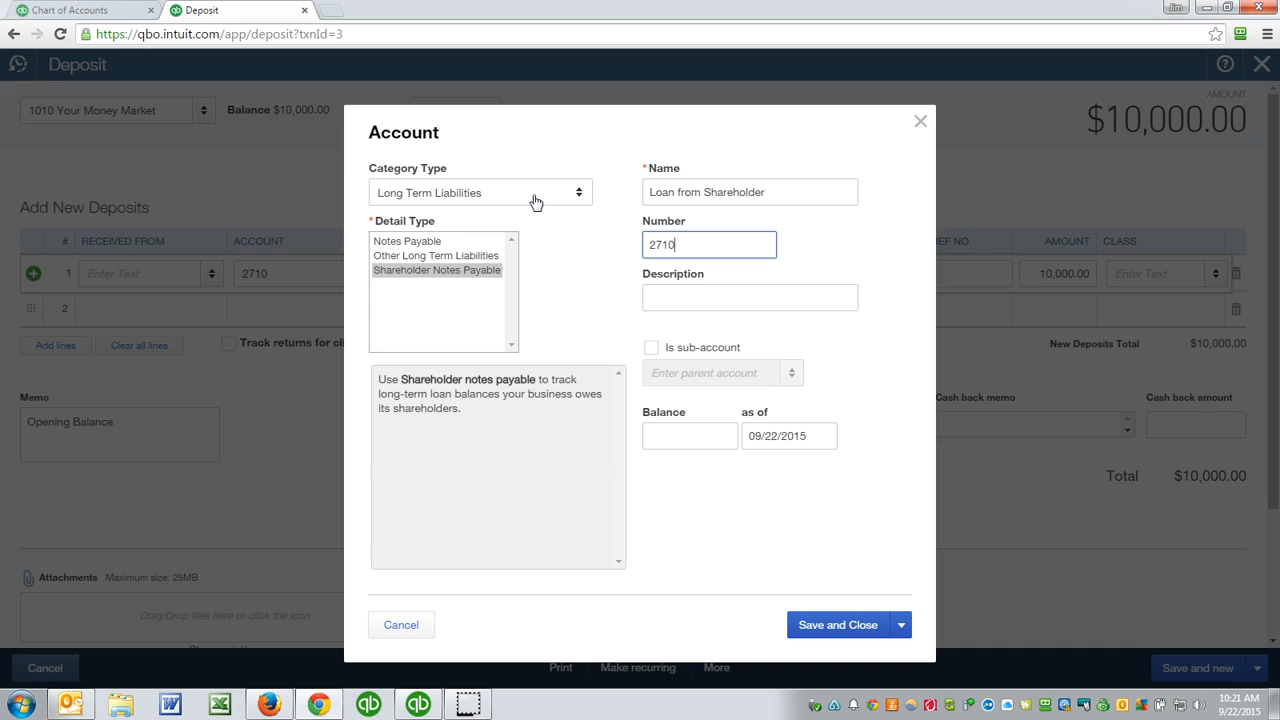 Chart of Accounts
Deposit
Jim
https://qbo.intuit.com/app/deposit?txnId=3
Deposit
1010 Your Money Market
Balance $10,000.00
AMOUNT
$10,000.00
Add New Deposits
# RECEIVED FROM ACCOUNT EF NO. AMOUNT CLASS
1 Enter Text 2710 10,000.00 Enter Text
2
Add lines Clear all lines Track returns for cli New Deposits Total $10,000.00
Memo
Opening Balance
Cash back memo
Cash back amount
Total $10,000.00
Attachments Maximum size: 25MB
Drag/Drop files here or click the icon
Cancel Print Make recurring More Save and new
Account
Category Type
Long Term Liabilities
*Detail Type
Notes Payable
Other Long Term Liabilities
Shareholder Notes Payable
Use Shareholder notes payable to track
long-term loan balances your business owes
its shareholders.
*Name
Loan from Shareholder
Number
2710
Description
Is sub-account
Enter parent account
Balance as of
09/22/2015
Cancel Save and Close
10:21 AM
9/22/2015